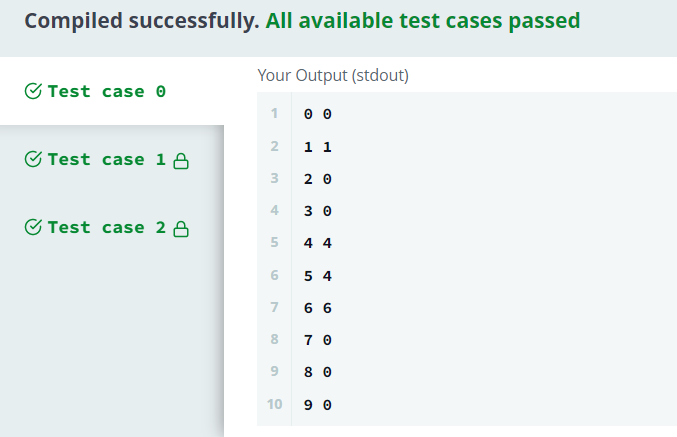 Compiled successfully. All available test cases passed
Test case 0
Test case 1
Test case 2
Your Output (stdout)
1 0 0
2 1 1
3 2 0
4 3 0
5 4 4
6 5 4
7 6 6
8 7 0
9 8 0
10 9 0